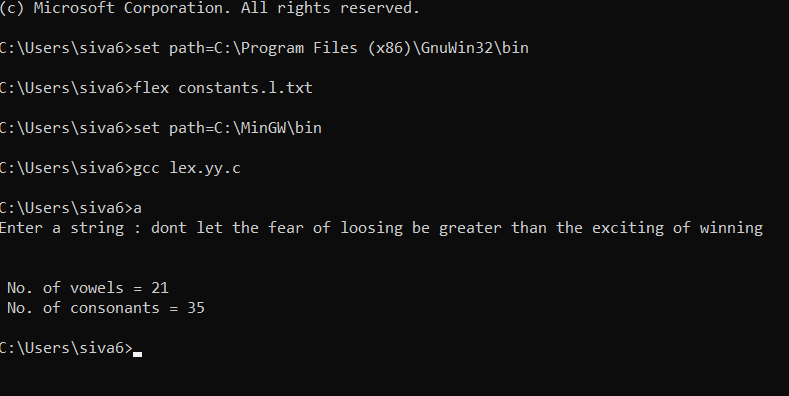 (c) Microsoft Corporation. All rights reserved.
C:\Users\siva6>set path=C:\Program Files (x86)\GnuWin32\bin
C:\Users\siva6>flex constants.l.txt
C:\Users\siva6>set path=C:\MinGW\bin
C:\Users\siva6>gcc lex.yy.c
C:\Users\siva6>a
Enter a string : dont let the fear of loosing be greater than the exciting of winning
No. of vowels = 21
No. of consonants = 35
C:\Users\siva6>